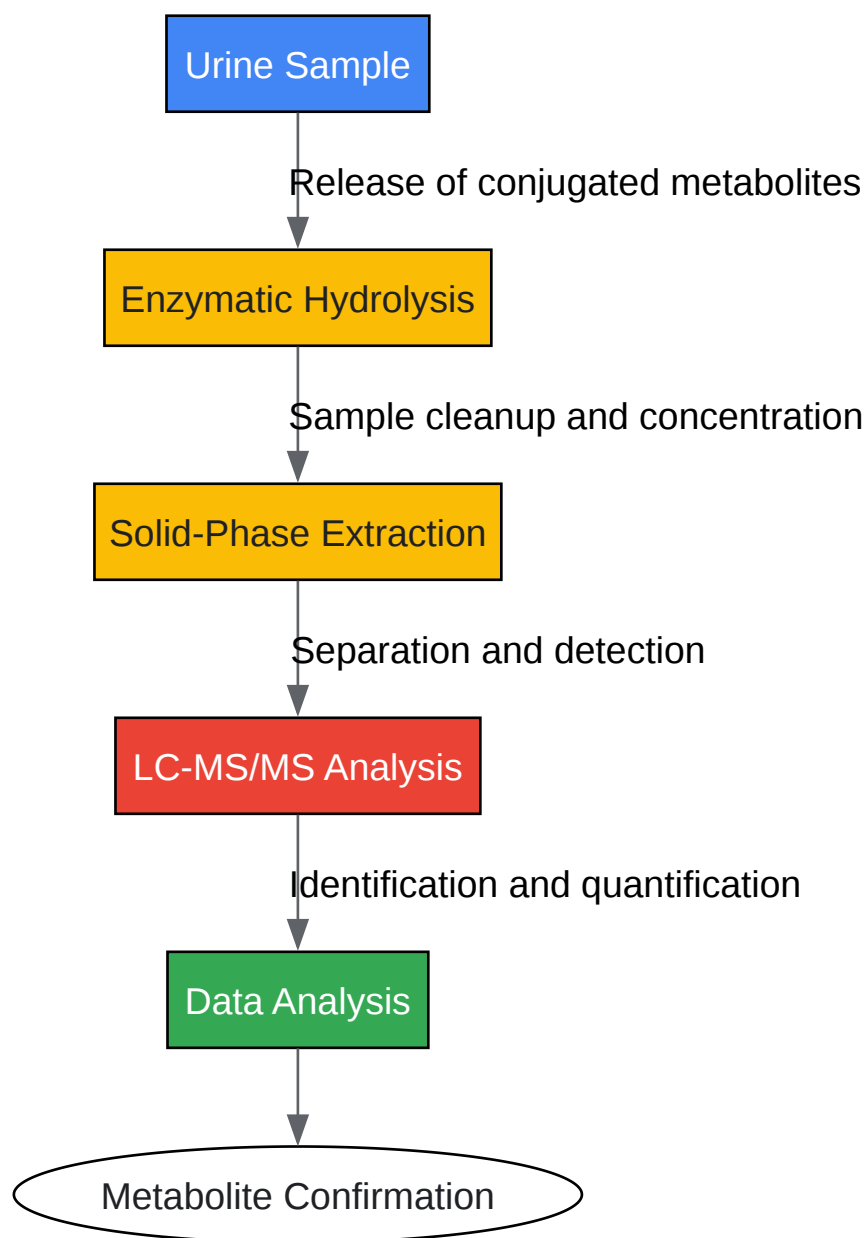 Urine Sample
Release of conjugated metabolites
Enzymatic Hydrolysis
Sample cleanup and concentration
Solid-Phase Extraction
Separation and detection
LC-MS/MS Analysis
Identification and quantification
Data Analysis
Metabolite Confirmation